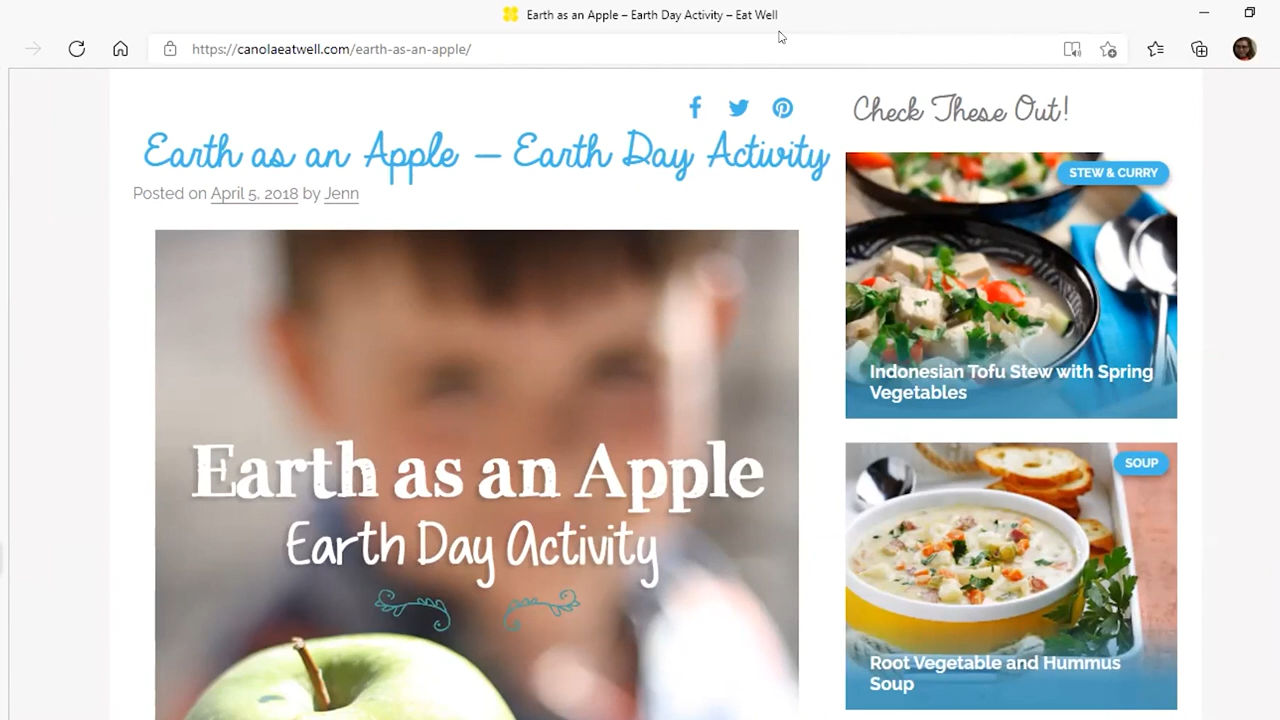 Earth as an Apple – Earth Day Activity – Eat Well
https://canolaeatwell.com/earth-as-an-apple/
Earth as an Apple – Earth Day Activity
Posted on April 5, 2018 by Jenn
Earth as an Apple
Earth Day Activity
Check These Out!
STEW & CURRY
Indonesian Tofu Stew with Spring
Vegetables
SOUP
Root Vegetable and Hummus
Soup